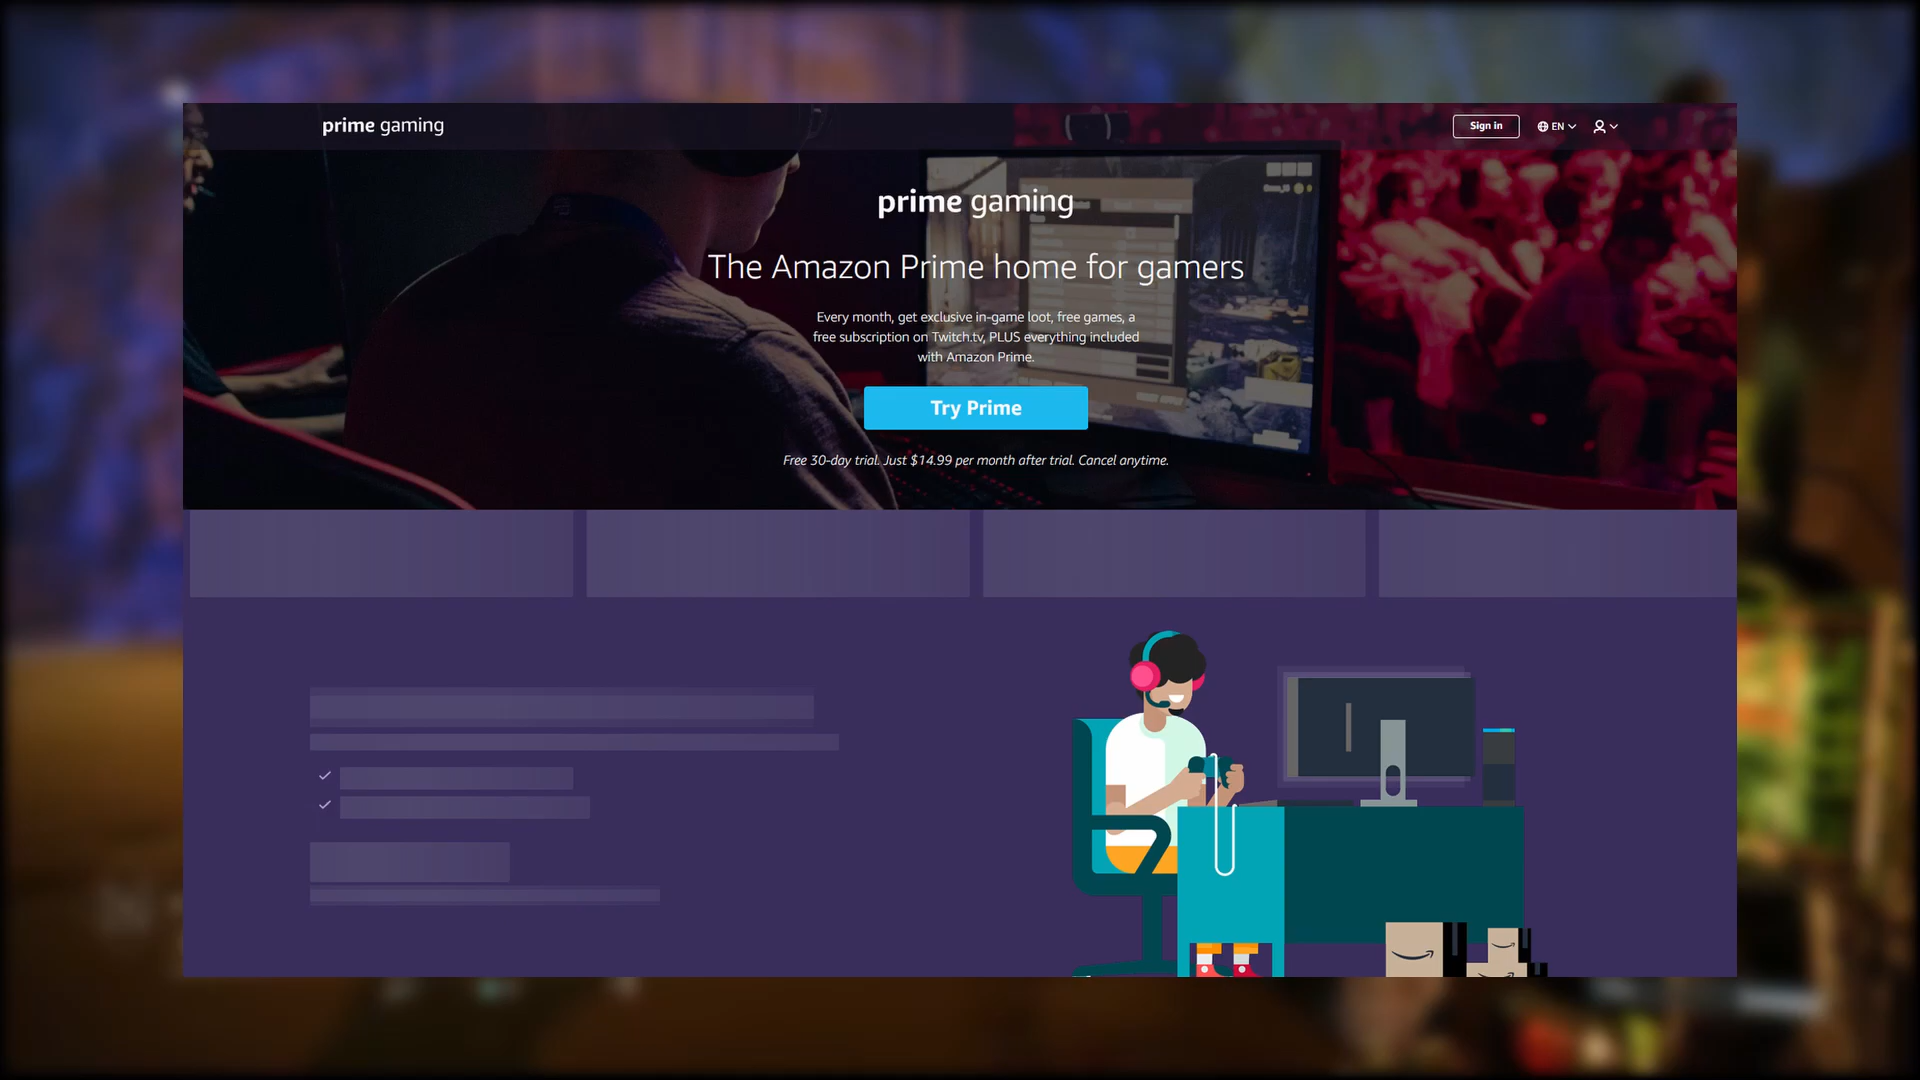 prime gaming
Sign in
EN
prime gaming
The Amazon Prime home for gamers
Every month, get exclusive in-game loot, free games, a
free subscription on Twitch.tv, PLUS everything included
with Amazon Prime.
Try Prime
Free 30-day trial. Just $14.99 per month after trial. Cancel anytime.